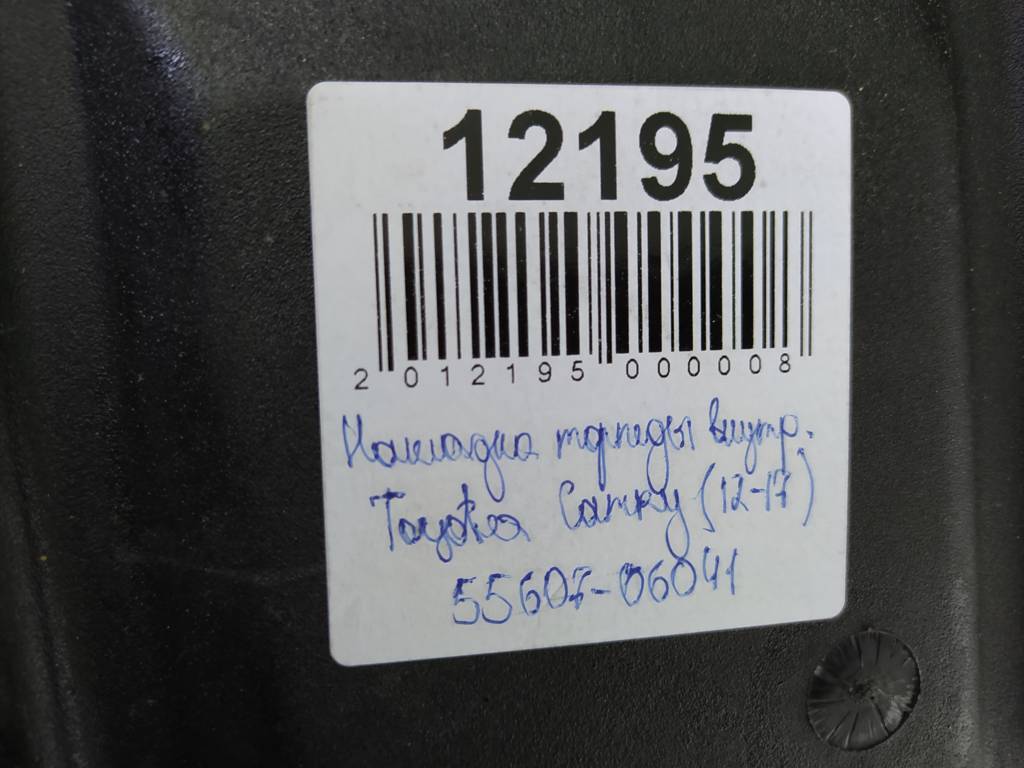 12195
2 012195 000008
Накладка торпеды внутр.
Toyota Camry (12-17)
55607-06041